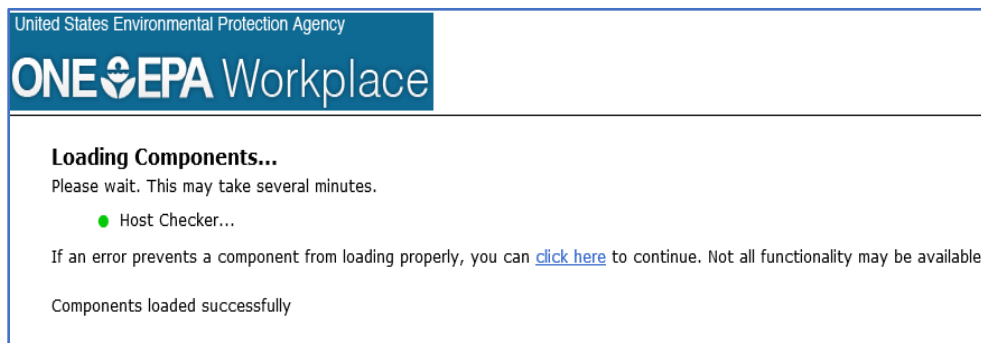 United States Environmental Protection Agency
ONE EPA Workplace
Loading Components...
Please wait. This may take several minutes.
Host Checker...
If an error prevents a component from loading properly, you can click here to continue. Not all functionality may be available
Components loaded successfully